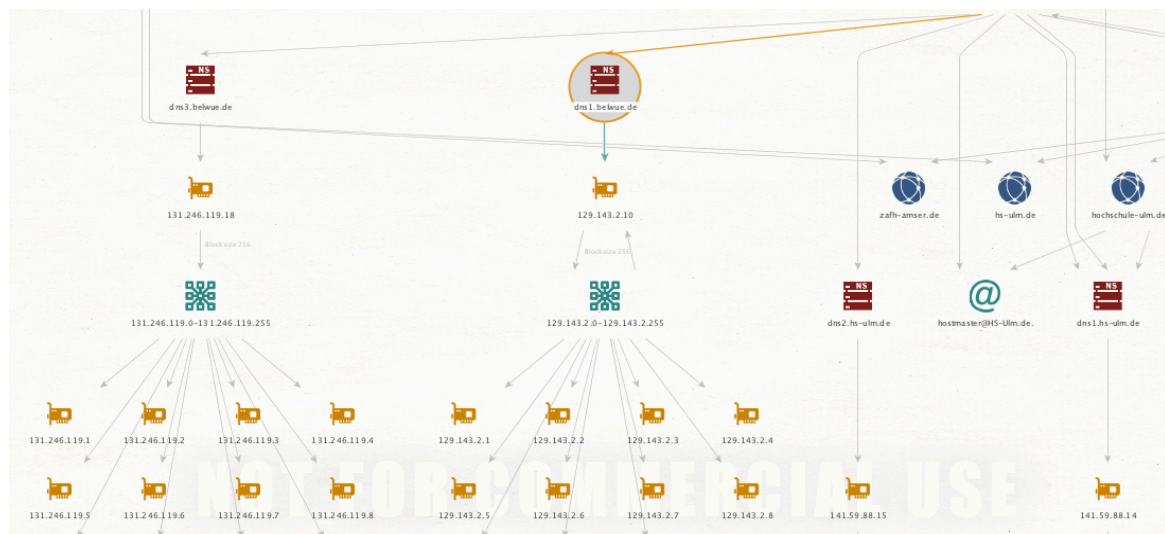 NS
dns3.belwue.de
NS
dns1.belwue.de
131.246.119.18
129.143.2.10
zafh-amser.de
hs-ulm.de
hochschule-ulm.de
Blocksize 256
Blocksize 256
131.246.119.0-131.246.119.255
129.143.2.0-129.143.2.255
NS
dns2.hs-ulm.de
@
hostmaster@HS-Ulm.de.
NS
dns1.hs-ulm.de
131.246.119.1
131.246.119.2
131.246.119.3
131.246.119.4
129.143.2.1
129.143.2.2
129.143.2.3
129.143.2.4
NOT FOR COMMERCIAL USE
131.246.119.5
131.246.119.6
131.246.119.7
131.246.119.8
129.143.2.5
129.143.2.6
129.143.2.7
129.143.2.8
141.59.88.15
141.59.88.14